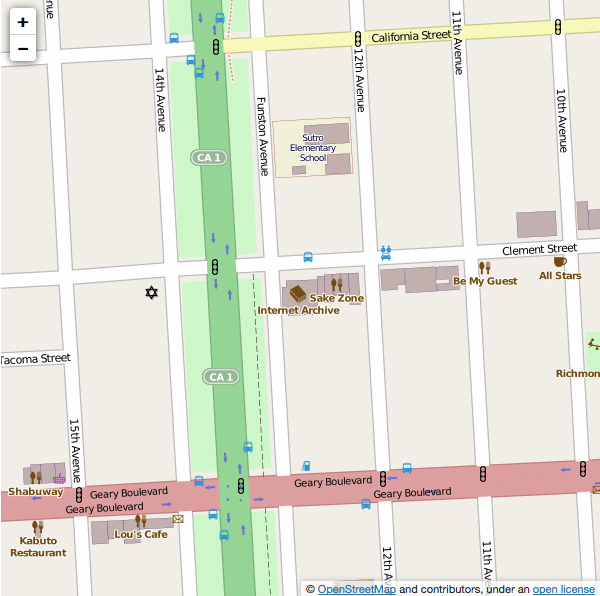 +
−
California Street
11th Avenue
12th Avenue
14th Avenue
10th Avenue
Funston Avenue
Sutro
Elementary
School
CA 1
Clement Street
Be My Guest
All Stars
Sake Zone
Internet Archive
Tacoma Street
CA 1
Richmon
15th Avenue
Geary Boulevard
Geary Boulevard
Geary Boulevard
Geary Boulevard
Shabuway
Lou's Cafe
Kabuto
Restaurant
12th Av
11th Ave
© OpenStreetMap and contributors, under an open license